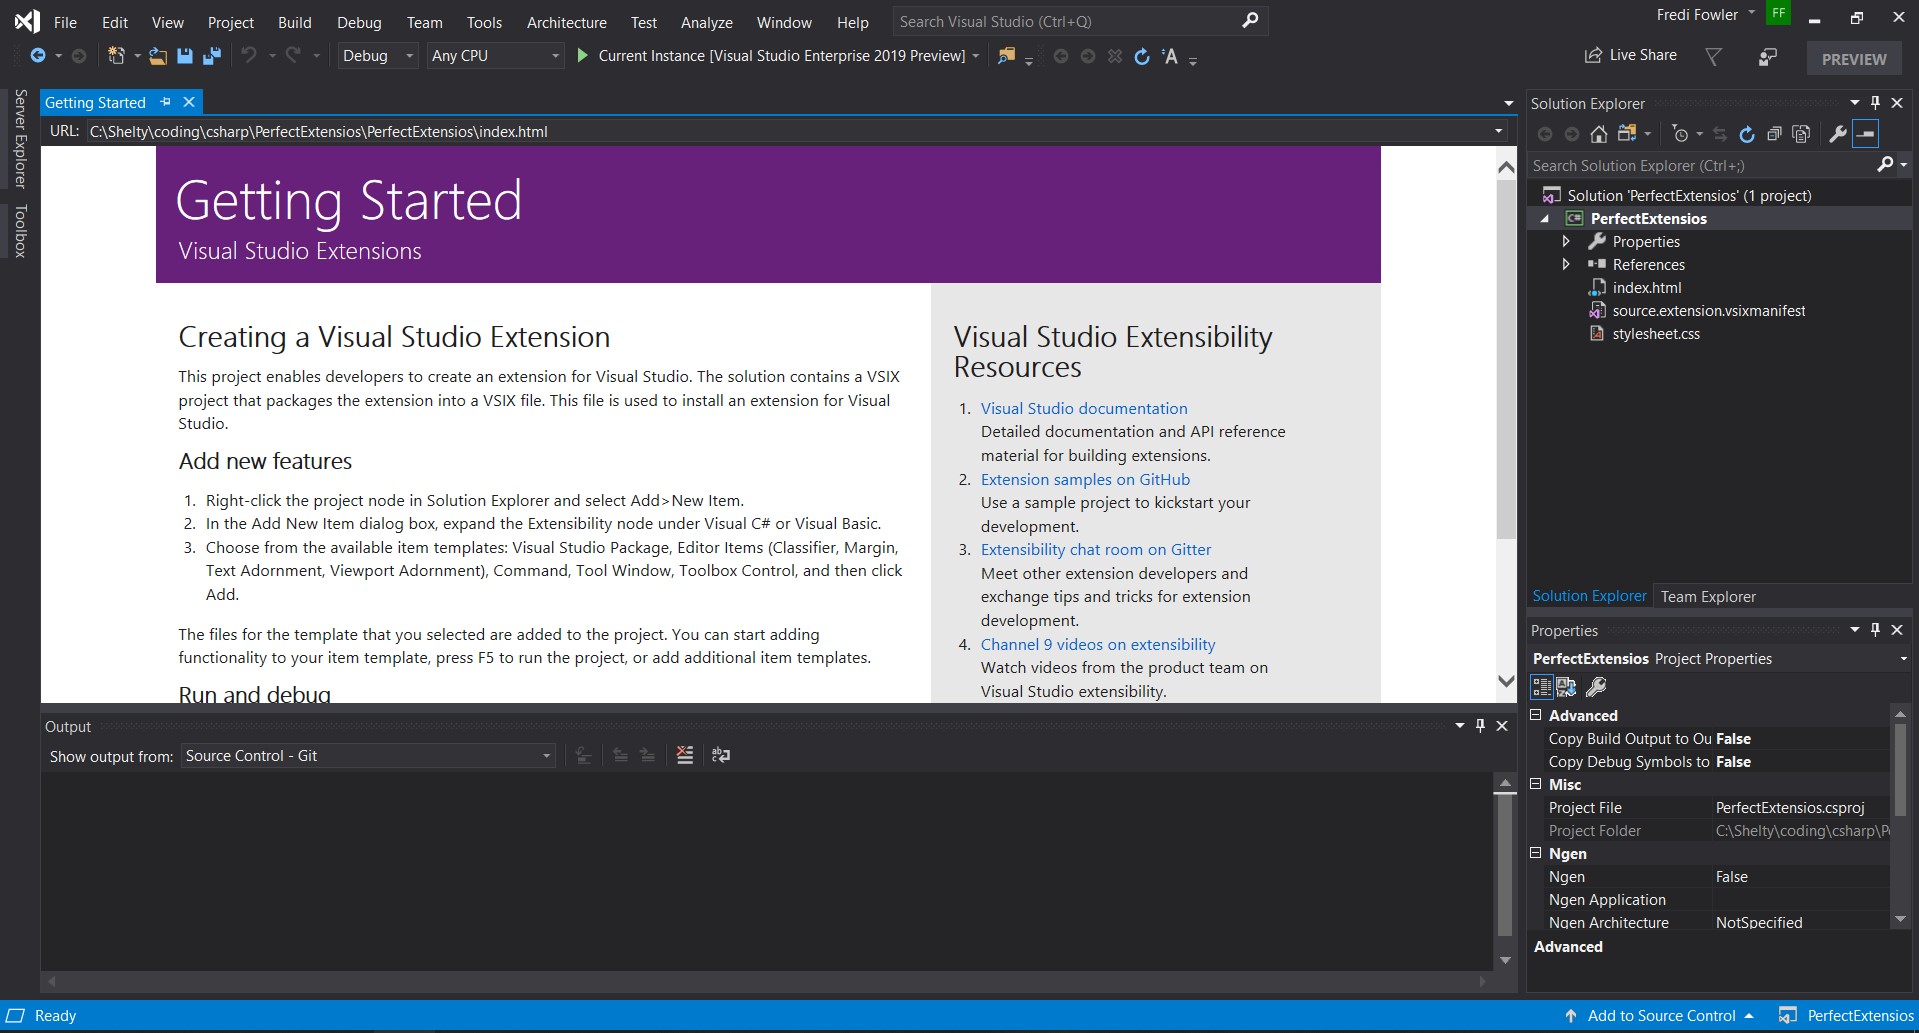 File Edit View Project Build Debug Team Tools Architecture Test Analyze Window Help Search Visual Studio (Ctrl+Q) Fredi Fowler FF
Debug Any CPU Current Instance [Visual Studio Enterprise 2019 Preview] Live Share PREVIEW
Server Explorer
Toolbox
Getting Started
URL: C:\Shelty\coding\csharp\PerfectExtensios\PerfectExtensios\index.html
Getting Started
Visual Studio Extensions
Creating a Visual Studio Extension
This project enables developers to create an extension for Visual Studio. The solution contains a VSIX
project that packages the extension into a VSIX file. This file is used to install an extension for Visual
Studio.
Add new features
1. Right-click the project node in Solution Explorer and select Add>New Item.
2. In the Add New Item dialog box, expand the Extensibility node under Visual C# or Visual Basic.
3. Choose from the available item templates: Visual Studio Package, Editor Items (Classifier, Margin,
Text Adornment, Viewport Adornment), Command, Tool Window, Toolbox Control, and then click
Add.
The files for the template that you selected are added to the project. You can start adding
functionality to your item template, press F5 to run the project, or add additional item templates.
Run and debug
Visual Studio Extensibility
Resources
1. Visual Studio documentation
Detailed documentation and API reference
material for building extensions.
2. Extension samples on GitHub
Use a sample project to kickstart your
development.
3. Extensibility chat room on Gitter
Meet other extension developers and
exchange tips and tricks for extension
development.
4. Channel 9 videos on extensibility
Watch videos from the product team on
Visual Studio extensibility.
Output
Show output from: Source Control - Git
Solution Explorer
Search Solution Explorer (Ctrl+;)
Solution 'PerfectExtensios' (1 project)
C# PerfectExtensios
Properties
References
index.html
source.extension.vsixmanifest
stylesheet.css
Solution Explorer Team Explorer
Properties
PerfectExtensios Project Properties
Advanced
Copy Build Output to Ou False
Copy Debug Symbols to False
Misc
Project File PerfectExtensios.csproj
Project Folder C:\Shelty\coding\csharp\P
Ngen
Ngen False
Ngen Application
Ngen Architecture NotSpecified
Advanced
Ready Add to Source Control PerfectExtensios